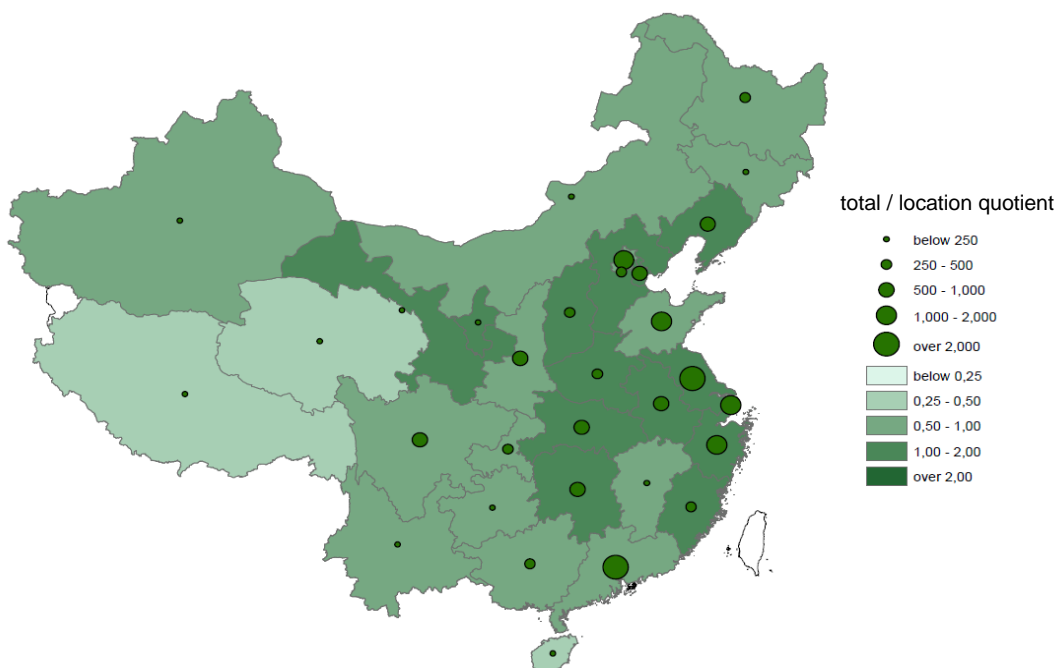 total / location quotient
below 250
250 - 500
500 - 1,000
1,000 - 2,000
over 2,000
below 0,25
0,25 - 0,50
0,50 - 1,00
1,00 - 2,00
over 2,00